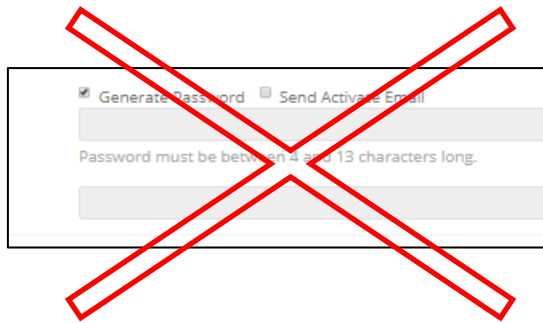 Generate Password Send Activate Email
Password must be between 4 and 13 characters long.